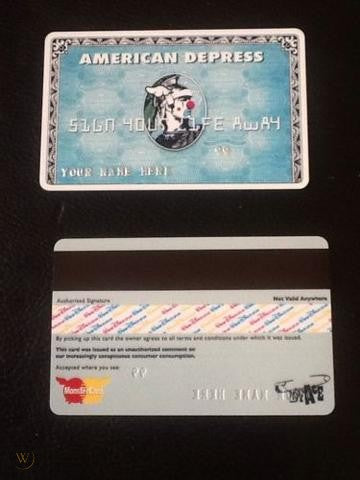 AMERICAN DEPRESS
SIGN YOUR LIFE AWAY
99
YOUR NAME HERE
Authorised Signature
Not Valid Anywhere
By picking up this card the owner agrees to all terms and conditions under which it was issued.
This card was issued as an unauthorised comment on
our increasingly conspicuous consumer consumption.
Accepted where you see:
W